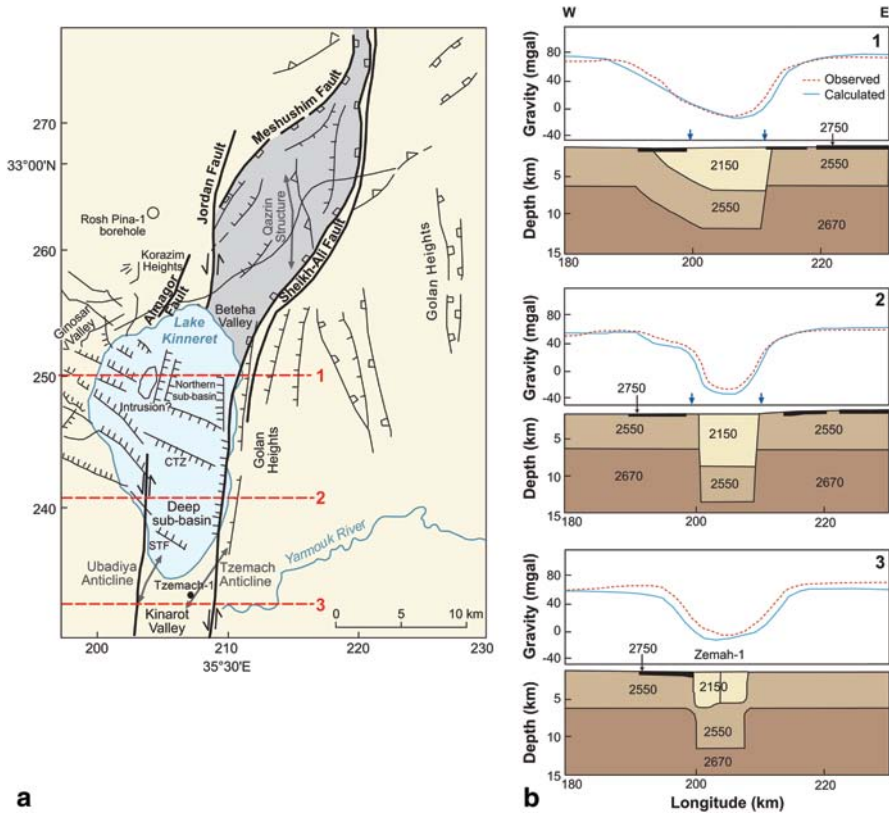 270
33°00'N
260
250
240
200
210
220
230
35°30'E
Meshushim Fault
Jordan Fault
Rosh Pina-1
borehole
Qazrin
Structure
Korazim
Heights
Almagor
Fault
Sheikh-Ali Fault
Golan Heights
Ginosar
Valley
Lake
Kinneret
Beteha
Valley
Northern
sub-basin
1
Intrusion?
CTZ
Golan
Heights
2
Deep
sub-basin
STF
Ubadiya
Anticline
Tzemach
Anticline
Yarmouk River
Tzemach-1
3
Kinarot
Valley
0 5 10 km
a
W E
1
Gravity (mgal)
80
40
0
-40
Observed
Calculated
2750
Depth (km)
5
10
15
2150
2550
2550
2670
180 200 220
2
Gravity (mgal)
80
40
0
-40
2750
Depth (km)
5
10
15
2550
2150
2550
2670
2550
2670
180 200 220
3
Gravity (mgal)
80
40
0
-40
Zemah-1
2750
Depth (km)
5
10
15
2550
2150
2550
2670
180 200 220
Longitude (km)
b